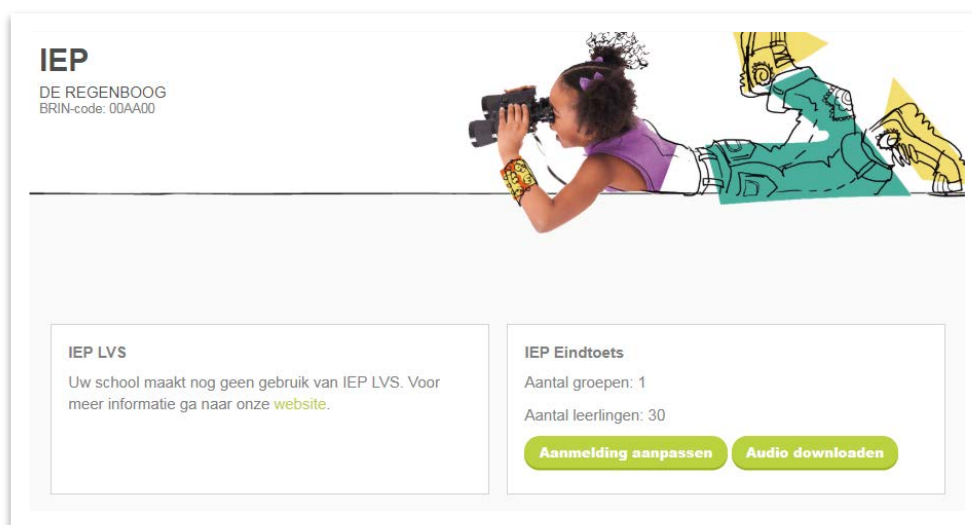 IEP
DE REGENBOOG
BRIN-code: 00AA00
IEP LVS
Uw school maakt nog geen gebruik van IEP LVS. Voor
meer informatie ga naar onze website.
IEP Eindtoets
Aantal groepen: 1
Aantal leerlingen: 30
Aanmelding aanpassen
Audio downloaden